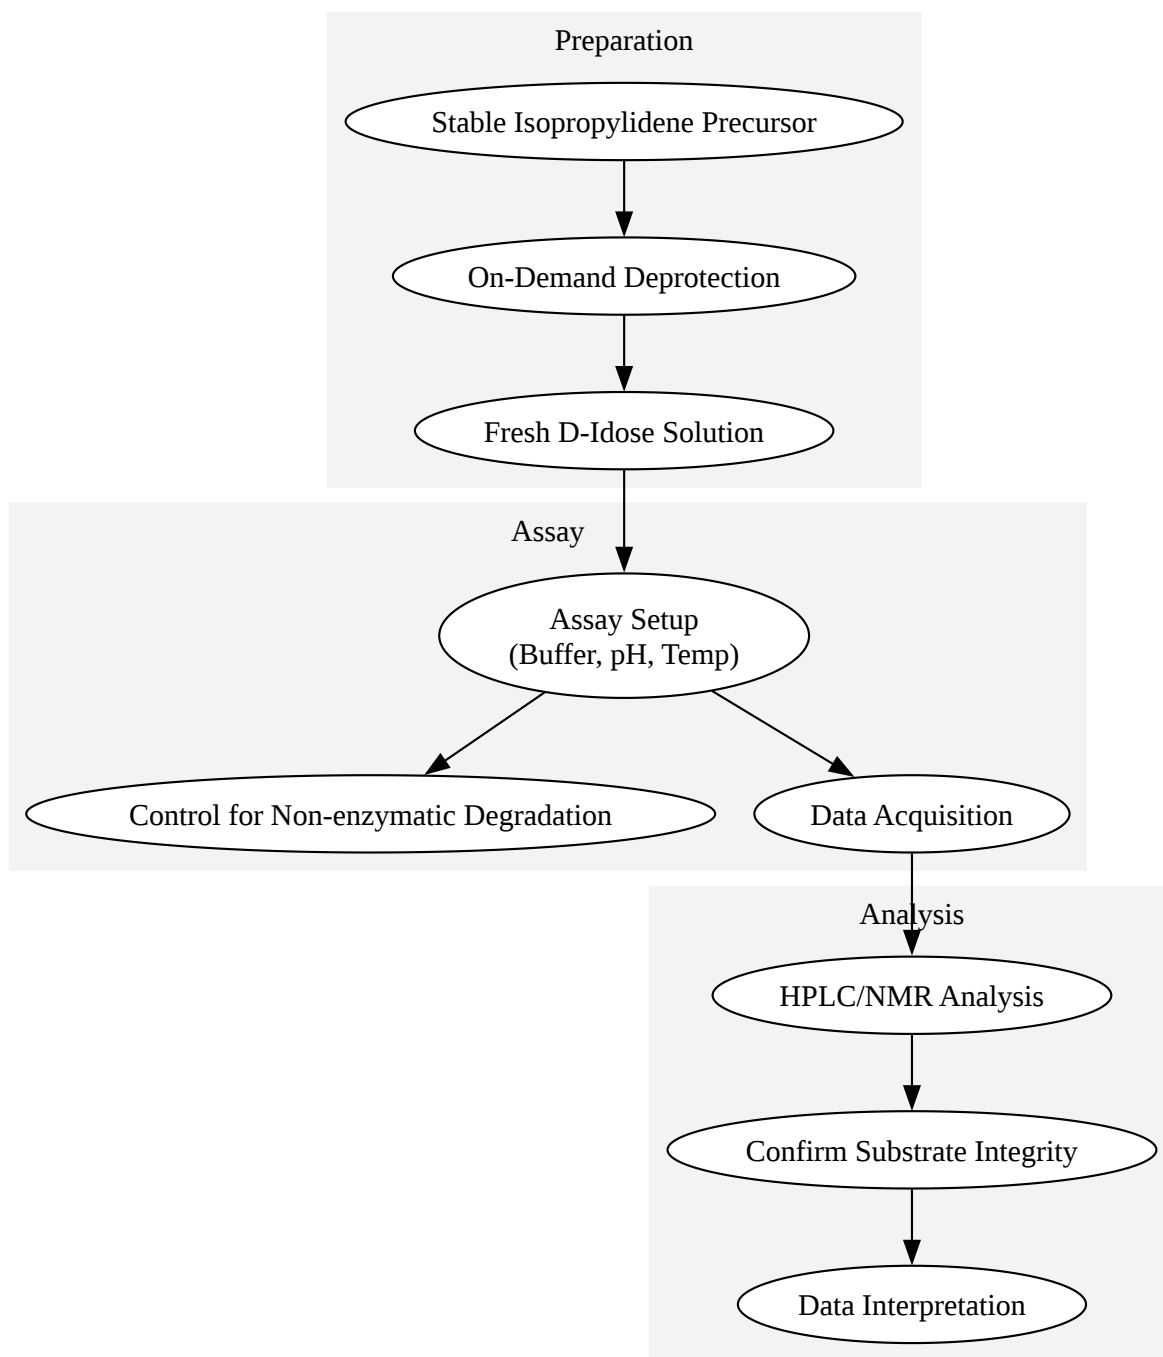 Preparation
Stable Isopropylidene Precursor
On-Demand Deprotection
Fresh D-Idose Solution
Assay
Assay Setup
(Buffer, pH, Temp)
Control for Non-enzymatic Degradation
Data Acquisition
Analysis
HPLC/NMR Analysis
Confirm Substrate Integrity
Data Interpretation